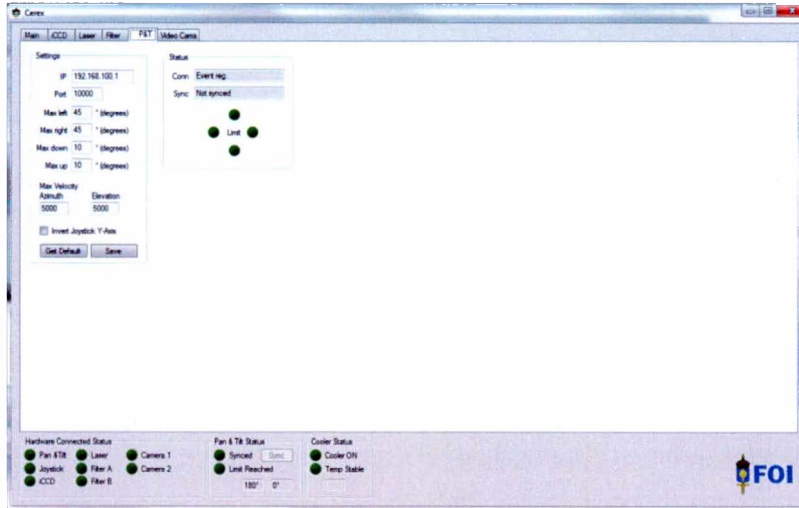 Cerex
Main iCCD Laser Filter P&T Video Cams
Settings
IP 192.168.100.1
Port 10000
Max left 45 ° (degrees)
Max right 45 ° (degrees)
Max down 10 ° (degrees)
Max up 10 ° (degrees)
Max Velocity
Azimuth Elevation
5000 5000
Invert Joystick Y-Axis
Get Default Save
Status
Conn Event reg.
Sync Not synced
Limit
Hardware Connected Status
Pan &Tilt Laser Camera 1
Joystick Filter A Camera 2
iCCD Filter B
Pan & Tilt Status
Synced Sync
Limit Reached
180° 0°
Cooler Status
Cooler ON
Temp Stable
FOI